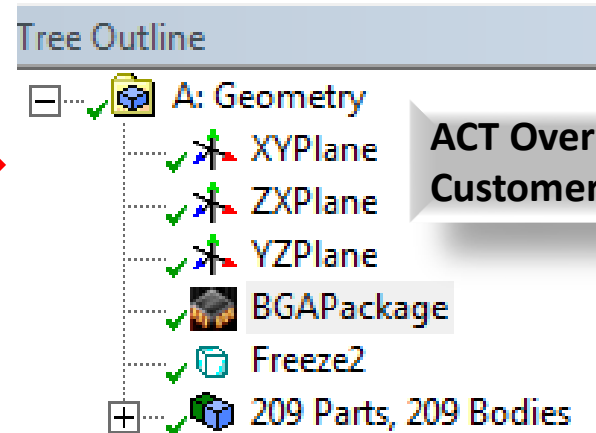 Tree Outline
A: Geometry
XYPlane
ACT Over
Customer
ZXPlane
YZPlane
BGAPackage
Freeze2
209 Parts, 209 Bodies